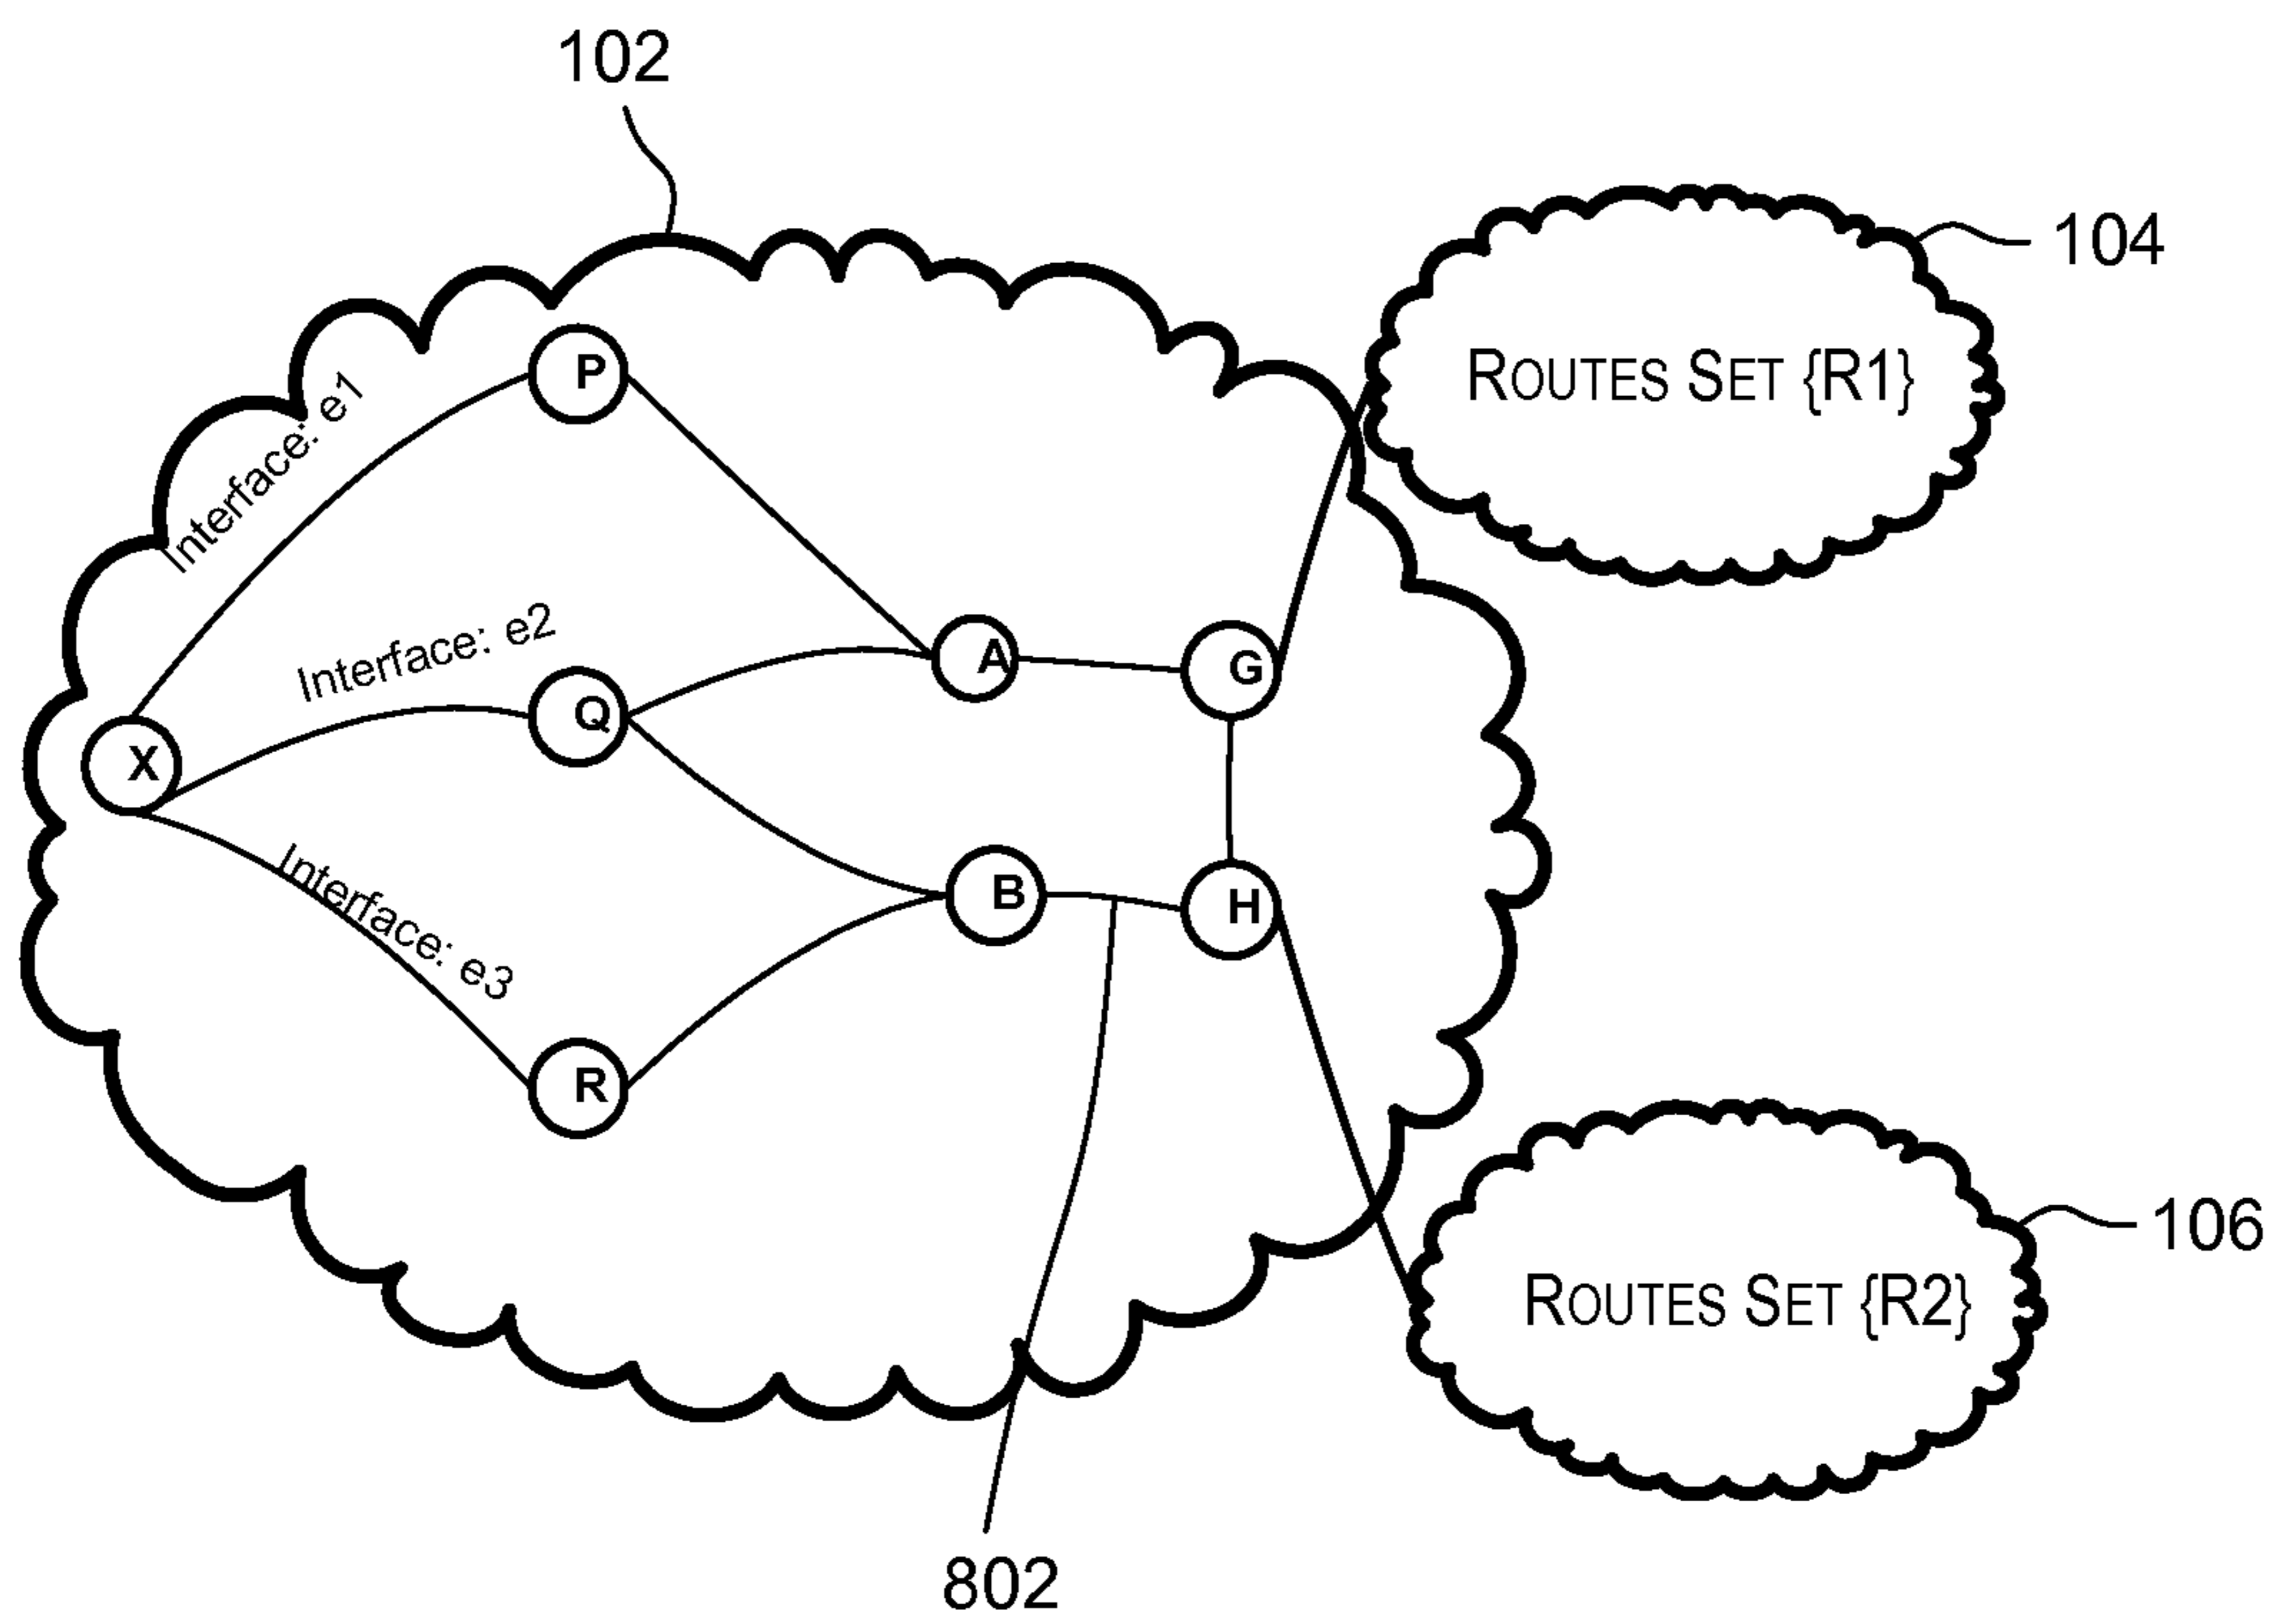 102
104
ROUTES SET {R1}
P
Interface: e1
Interface: e2
A
G
Q
X
Interface: e3
B
H
R
106
ROUTES SET {R2}
802